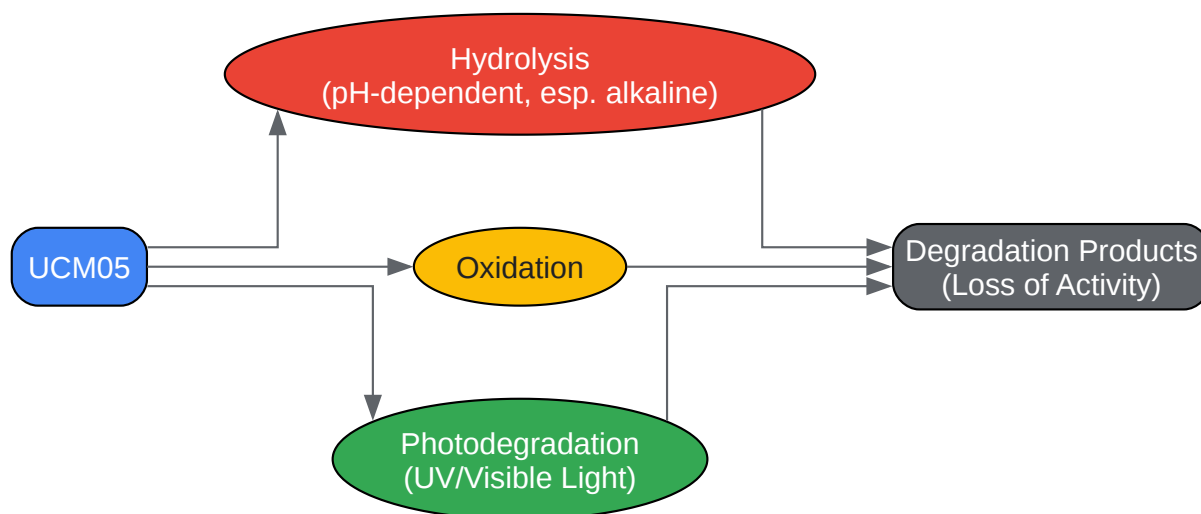 Hydrolysis
(pH-dependent, esp. alkaline)
UCM05
Oxidation
Degradation Products
(Loss of Activity)
Photodegradation
(UV/Visible Light)